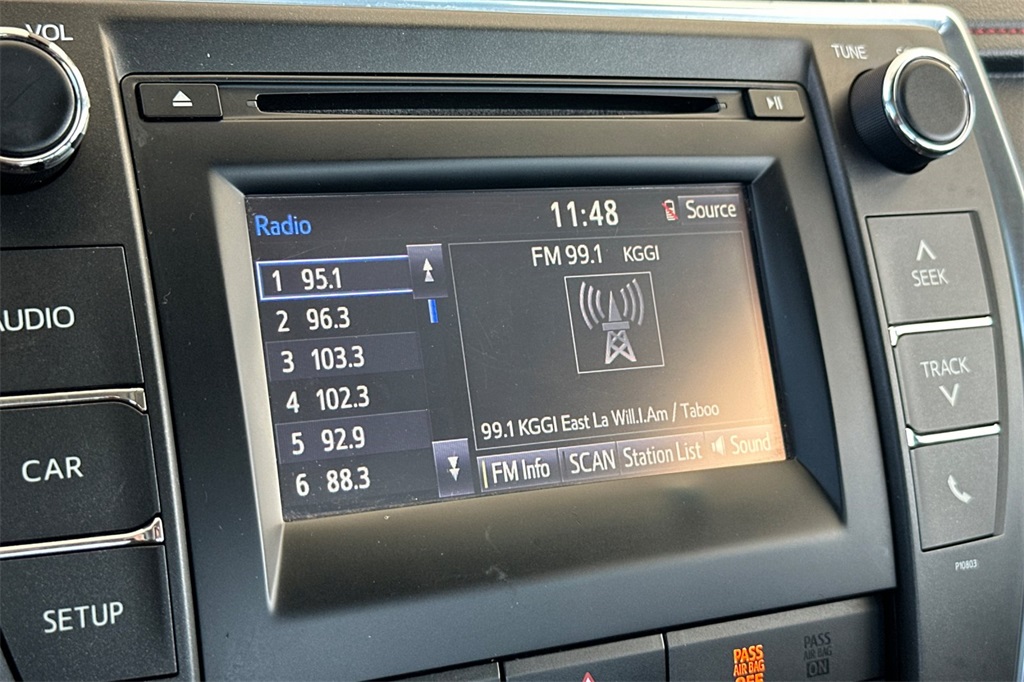 VOL
TUNE
Radio
11:48
Source
FM 99.1 KGGI
1 95.1
2 96.3
3 103.3
4 102.3
5 92.9
6 88.3
99.1 KGGI East La Will.I.Am / Taboo
FM Info
SCAN
Station List
Sound
AUDIO
CAR
SETUP
SEEK
TRACK
P10803
PASS
AIR BAG
OFF
PASS
AIR BAG
ON